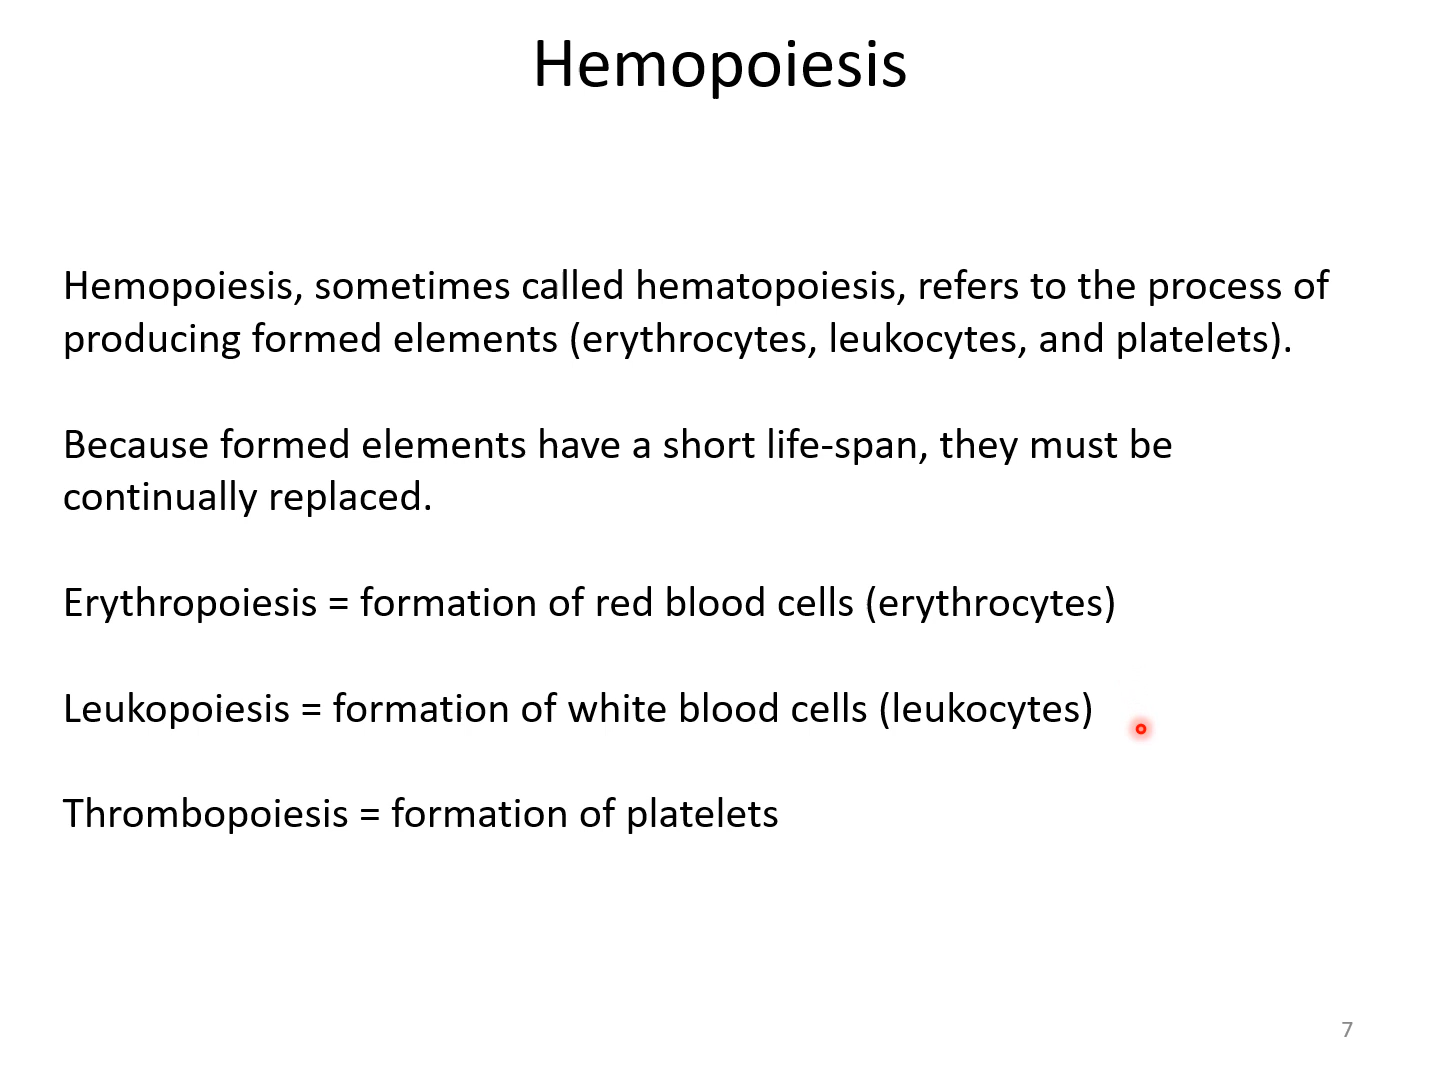 Hemopoiesis
Hemopoiesis, sometimes called hematopoiesis, refers to the process of
producing formed elements (erythrocytes, leukocytes, and platelets).
Because formed elements have a short life-span, they must be
continually replaced.
Erythropoiesis = formation of red blood cells (erythrocytes)
Leukopoiesis = formation of white blood cells (leukocytes)
Thrombopoiesis = formation of platelets
7